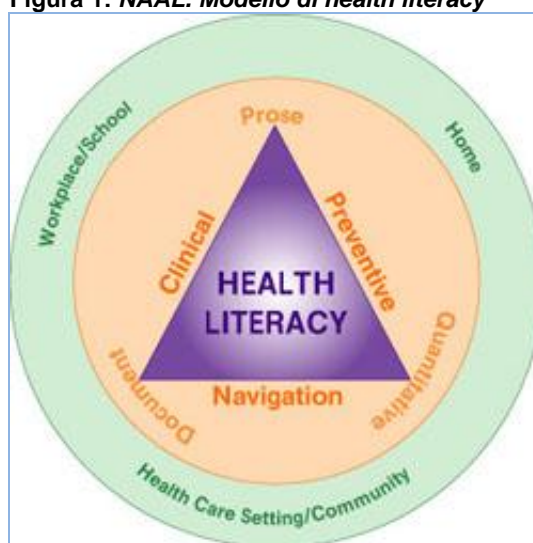 Figura 1: NAAL. Modello di health literacy
Workplace/School
Home
Prose
Clinical
Preventive
HEALTH
LITERACY
Navigation
Document
Quantitative
Health Care Setting/Community